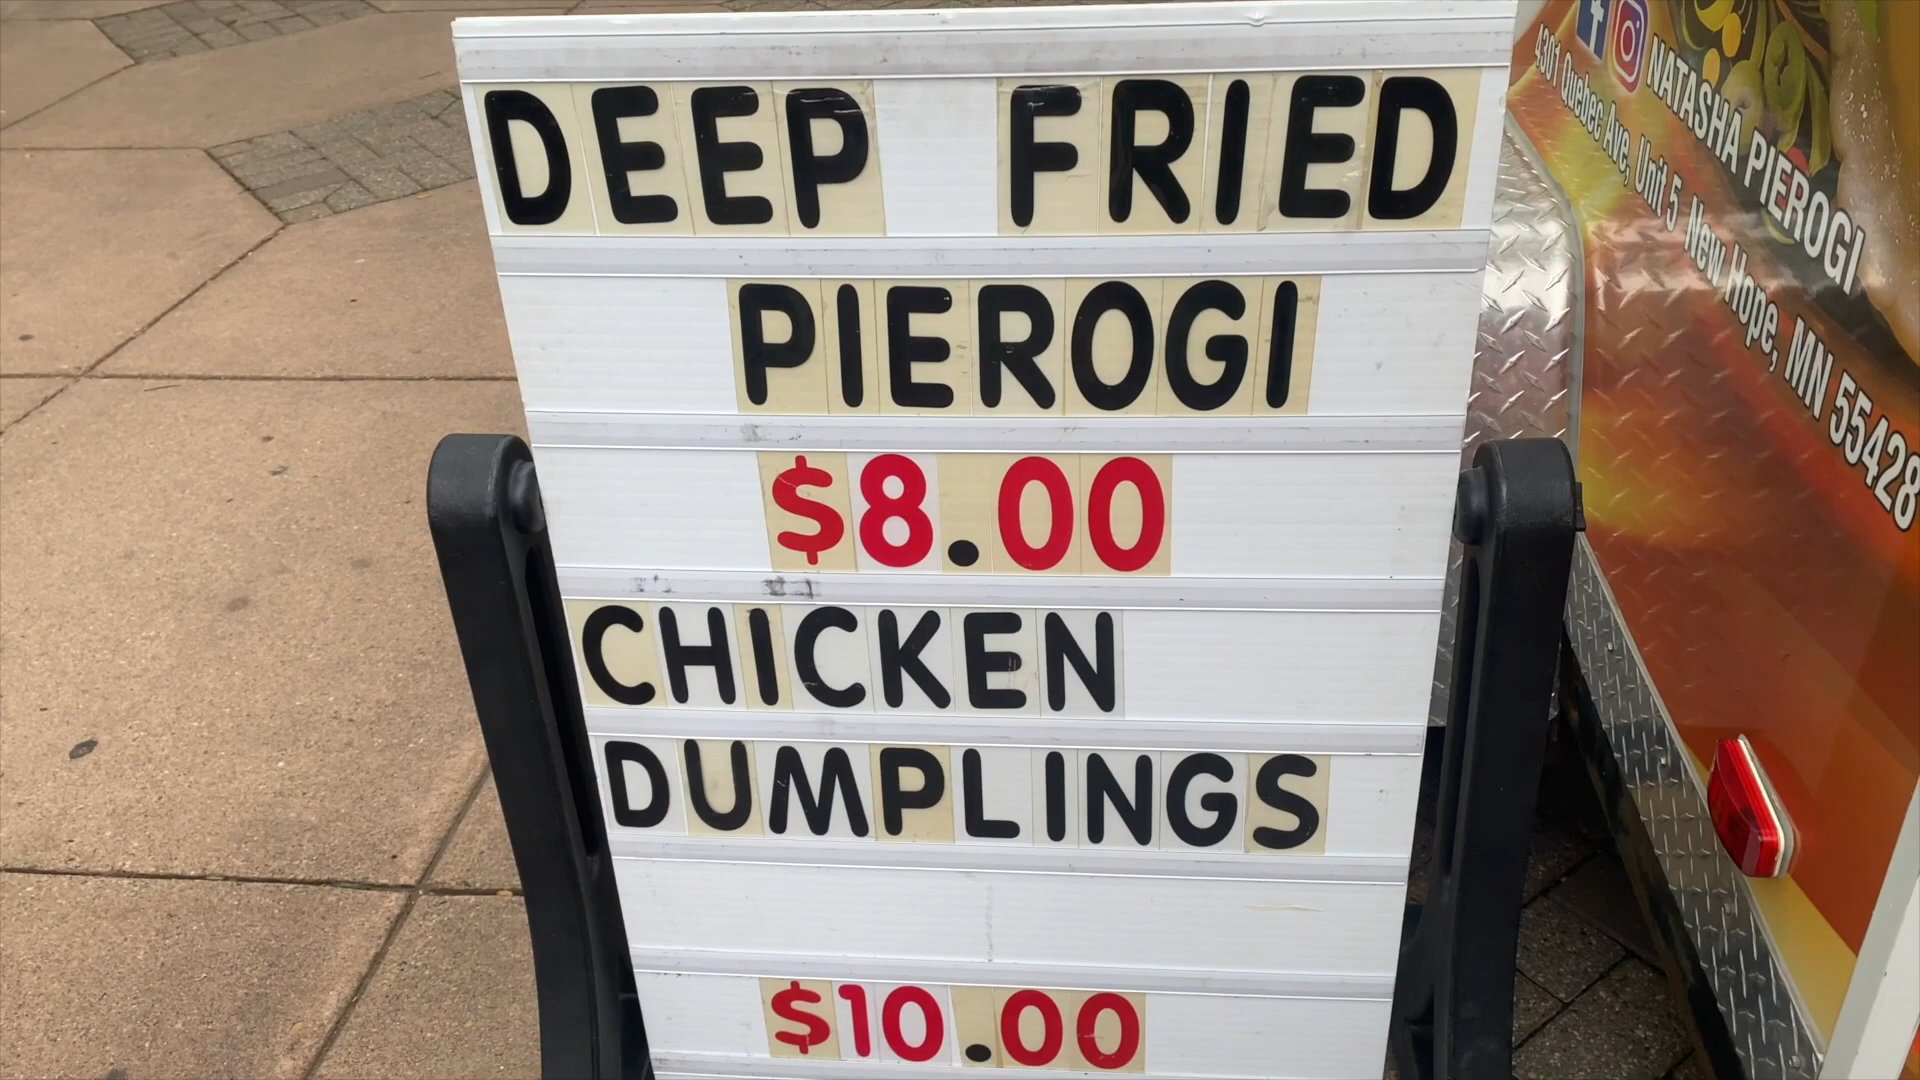 DEEP FRIED
PIEROGI
$8.00
CHICKEN
DUMPLINGS
$10.00
f NATASHA PIEROGI
4301 Quebec Ave, Unit 5 New Hope, MN 55428